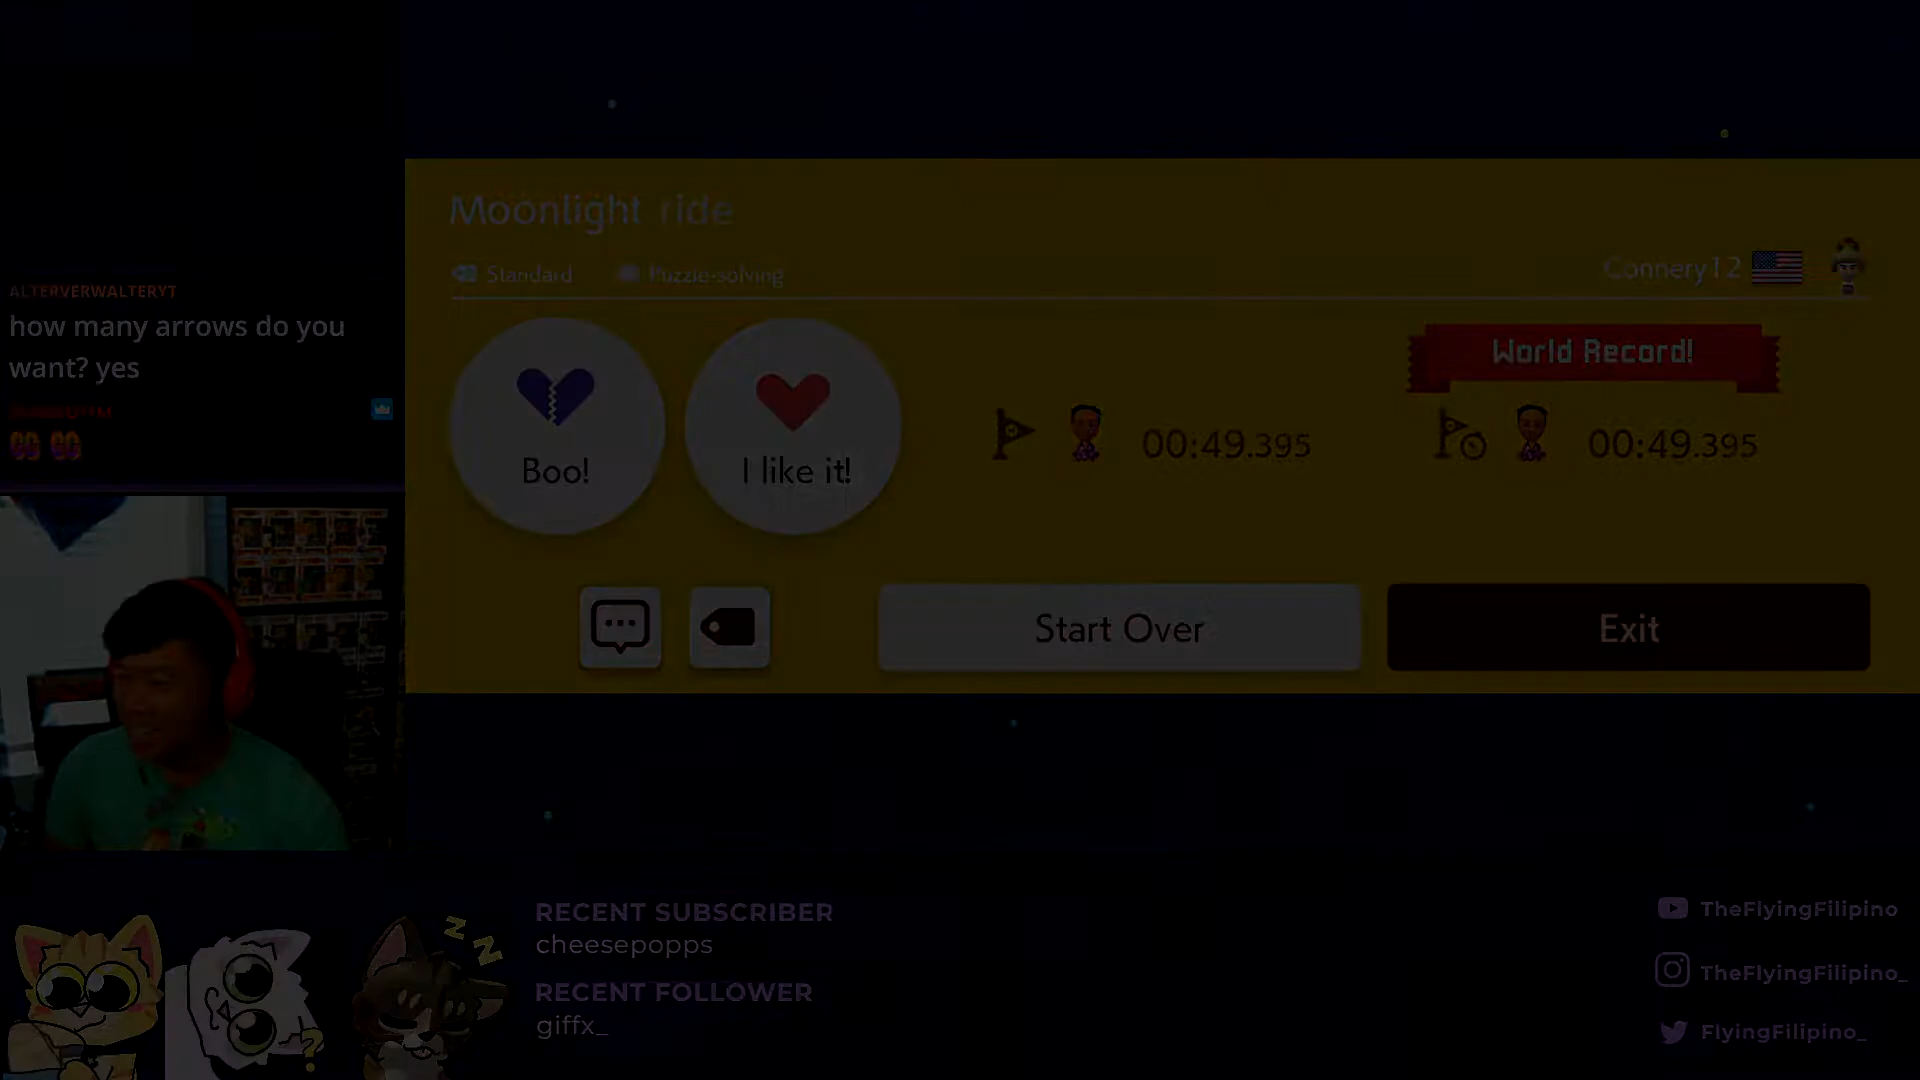 ALTERVERWALTERYT
how many arrows do you
want? yes
Moonlight ride
Standard Puzzle-solving
Connery12
World Record!
00:49.395 00:49.395
Boo! I like it!
Start Over Exit
RECENT SUBSCRIBER
cheesepopps
RECENT FOLLOWER
giffx_
TheFlyingFilipino
TheFlyingFilipino_
FlyingFilipino_
z z
?